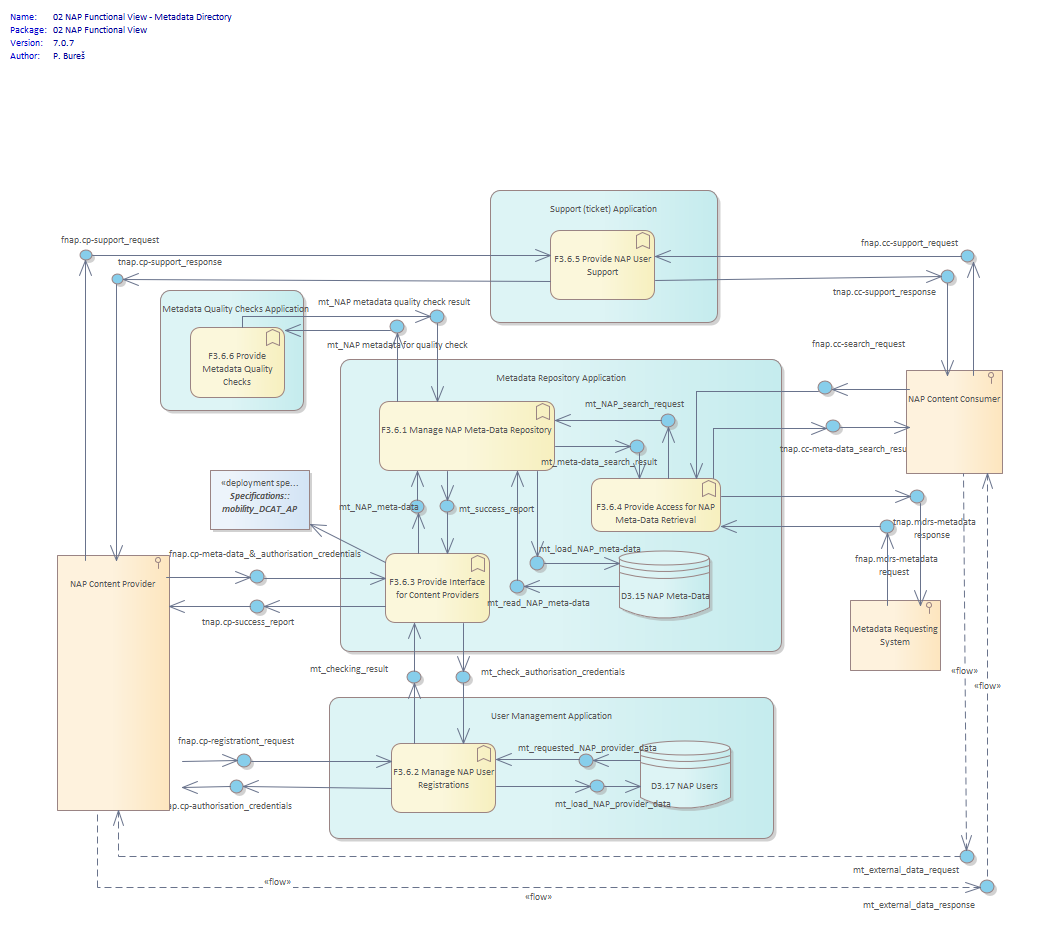 Name: 02 NAP Functional View - Metadata Directory
Package: 02 NAP Functional View
Version: 7.0.7
Author: P. Bureš
Support (ticket) Application
fnap.cp-support_request
fnap.cc-support_request
tnap.cp-support_response
F3.6.5 Provide NAP User
Support
tnap.cc-support_response
Metadata Quality Checks Application
mt_NAP metadata quality check result
mt_NAP metadata for quality check
fnap.cc-search_request
F3.6.6 Provide
Metadata Quality
Checks
Metadata Repository Application
NAP Content Consumer
mt_NAP_search_request
F3.6.1 Manage NAP Meta-Data Repository
tnap.cc-meta-data_search_resu
mt_meta-data_search_result
«deployment spe...
Specifications::
mobility_DCAT_AP
mt_NAP_meta-data
mt_success_report
F3.6.4 Provide Access for NAP
Meta-Data Retrieval
tnap.mdrs-metadata
response
fnap.mdrs-metadata
request
mt_load_NAP_meta-data
fnap.cp-meta-data_&_authorisation_credentials
NAP Content Provider
F3.6.3 Provide Interface
for Content Providers
D3.15 NAP Meta-Data
mt_read_NAP_meta-data
tnap.cp-success_report
Metadata Requesting
System
mt_checking_result
mt_check_authorisation_credentials
«flow»
«flow»
User Management Application
fnap.cp-registrationt_request
mt_requested_NAP_provider_data
F3.6.2 Manage NAP User
Registrations
D3.17 NAP Users
ap.cp-authorisation_credentials
mt_load_NAP_provider_data
mt_external_data_request
«flow»
«flow»
mt_external_data_response